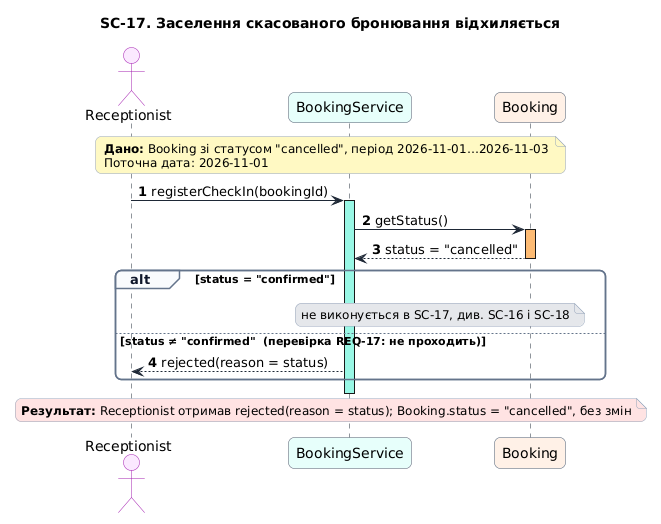 SC-17. Заселення скасованого бронювання відхиляється
Receptionist
BookingService
Booking
Дано: Booking зі статусом "cancelled", період 2026-11-01...2026-11-03
Поточна дата: 2026-11-01
1 registerCheckIn(bookingId)
2 getStatus()
3 status = "cancelled"
alt
[status = "confirmed"]
не виконується в SC-17, див. SC-16 і SC-18
[status ≠ "confirmed" (перевірка REQ-17: не проходить)]
4 rejected(reason = status)
Результат: Receptionist отримав rejected(reason = status); Booking.status = "cancelled", без змін
Receptionist
BookingService
Booking